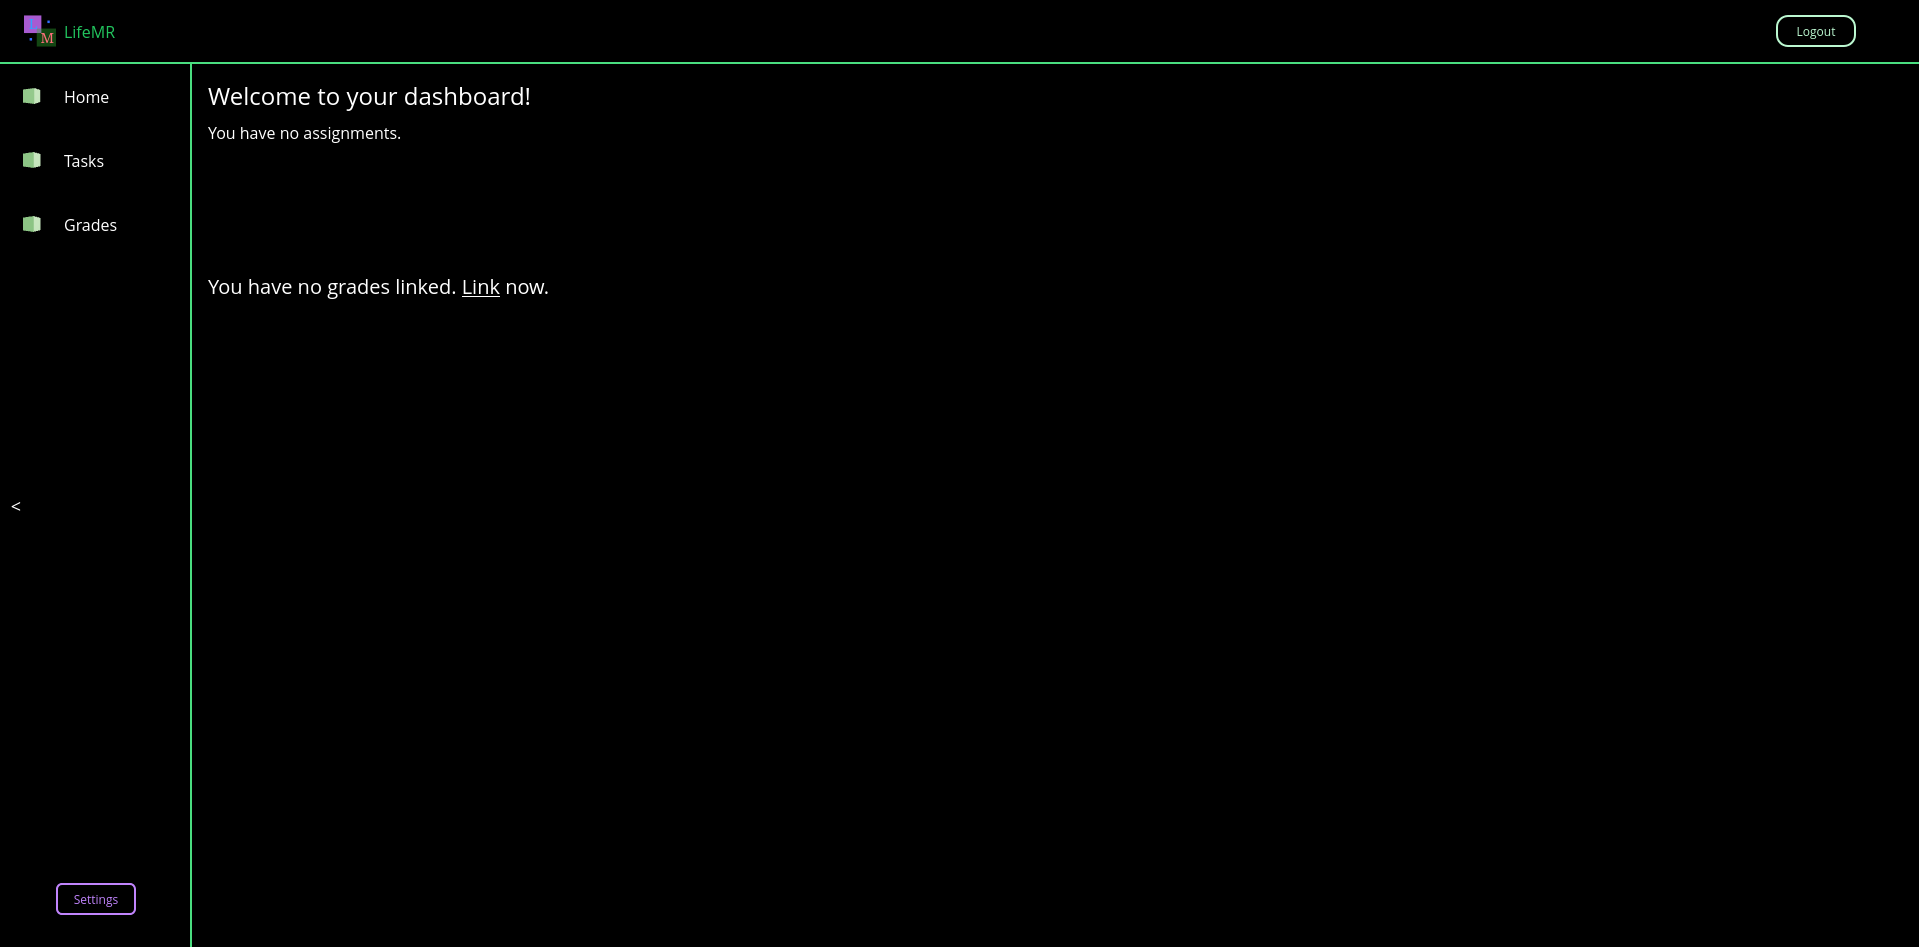 L
M
LifeMR
Logout
Home
Tasks
Grades
Welcome to your dashboard!
You have no assignments.
You have no grades linked. Link now.
<
Settings